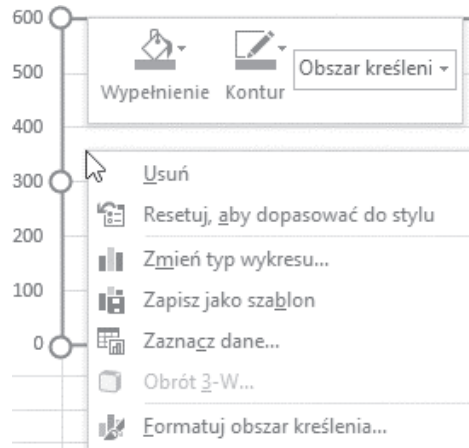 600
500
400
300
200
100
0
Wypełnienie Kontur
Obszar kreśleni
Usuń
Resetuj, aby dopasować do stylu
Zmień typ wykresu...
Zapisz jako szablon
Zaznacz dane...
Obrót 3-W...
Formatuj obszar kreślenia...